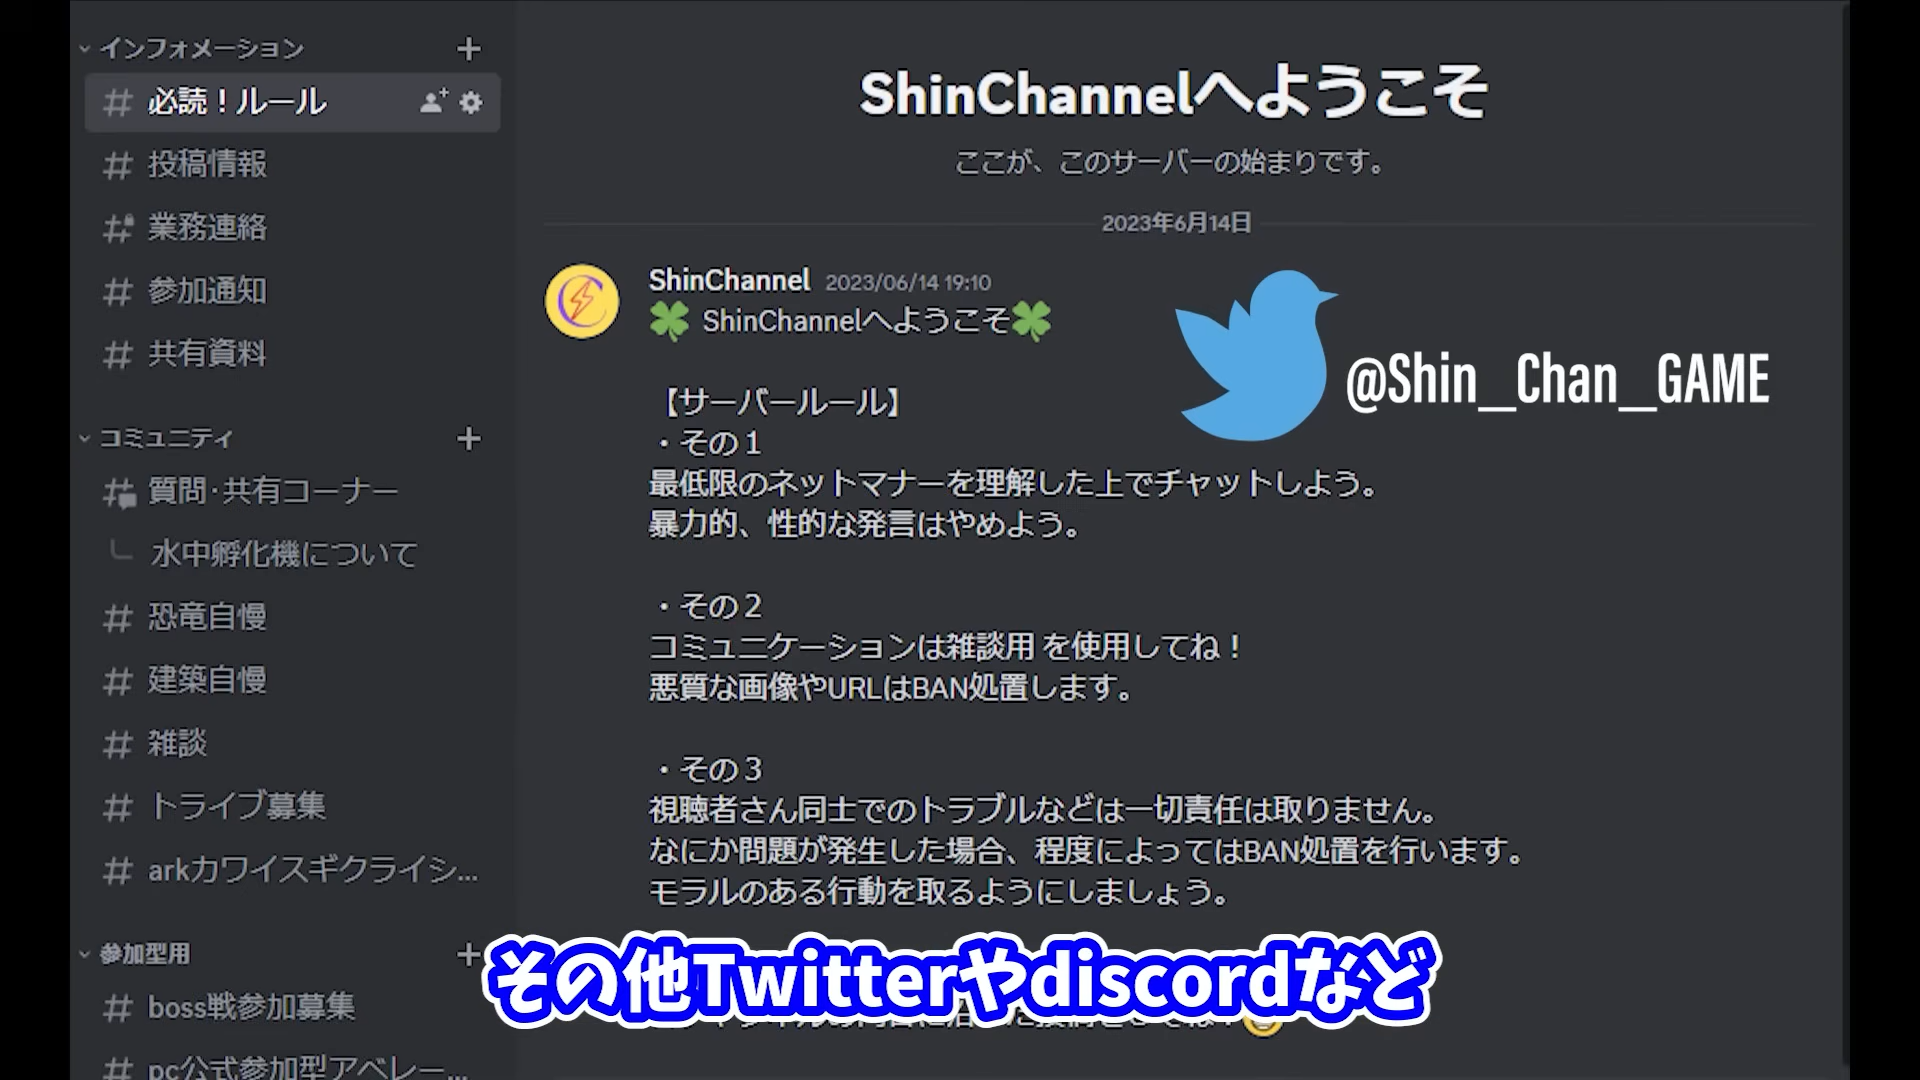 インフォメーション
必読！ルール
投稿情報
業務連絡
参加通知
共有資料
コミュニティ
質問･共有コーナー
水中孵化機について
恐竜自慢
建築自慢
雑談
トライブ募集
arkカワイスギクライシ...
参加型用
boss戦参加募集
pc公式参加型アベレー...
ShinChannelへようこそ
ここが、このサーバーの始まりです。
2023年6月14日
ShinChannel 2023/06/14 19:10
🍀 ShinChannelへようこそ🍀
【サーバールール】
・その１
最低限のネットマナーを理解した上でチャットしよう。
暴力的、性的な発言はやめよう。
・その２
コミュニケーションは雑談用 を使用してね！
悪質な画像やURLはBAN処置します。
・その３
視聴者さん同士でのトラブルなどは一切責任は取りません。
なにか問題が発生した場合、程度によってはBAN処置を行います。
モラルのある行動を取るようにしましょう。
@Shin_Chan_GAME
その他Twitterやdiscordなど